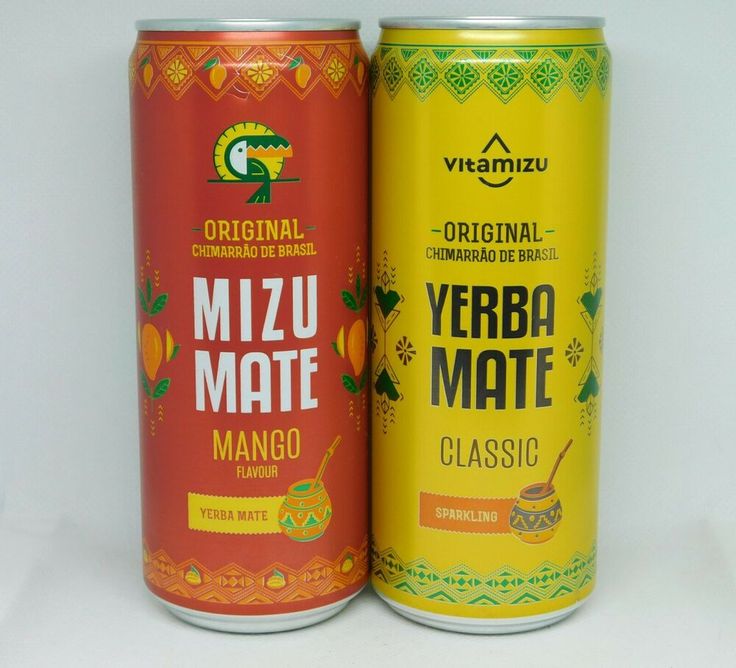 ORIGINAL
CHIMARRÃO DE BRASIL
MIZU
MATE
MANGO
FLAVOUR
YERBA MATE
vitamizu
ORIGINAL
CHIMARRÃO DE BRASIL
YERBA
MATE
CLASSIC
SPARKLING